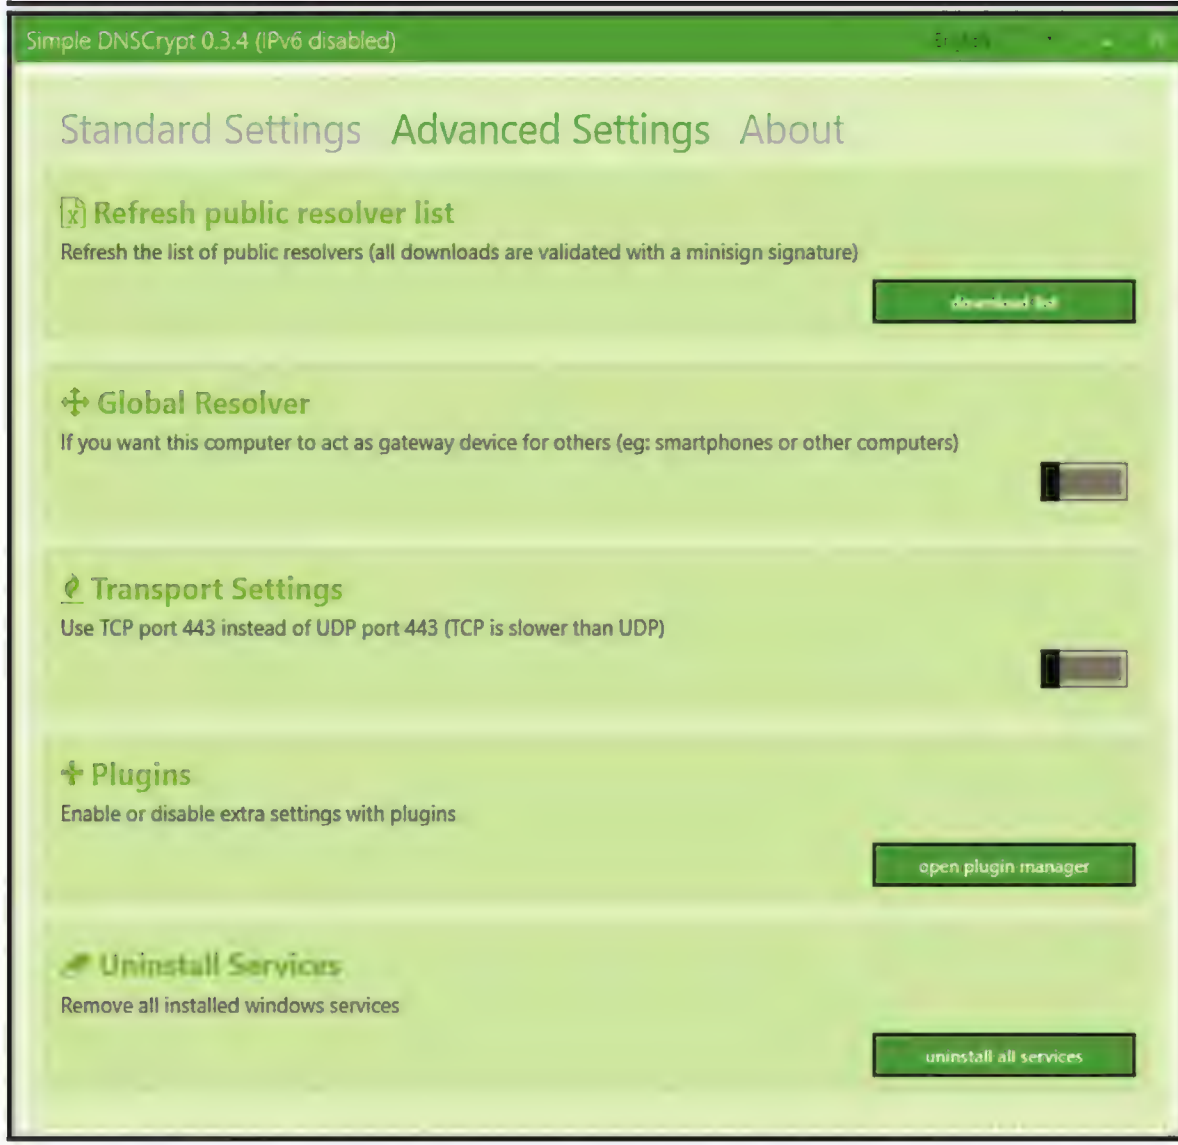 Simple DNSCrypt 0.3.4 (IPv6 disabled)
English
Standard Settings Advanced Settings About
Refresh public resolver list
Refresh the list of public resolvers (all downloads are validated with a minisign signature)
download list
Global Resolver
If you want this computer to act as gateway device for others (eg: smartphones or other computers)
Transport Settings
Use TCP port 443 instead of UDP port 443 (TCP is slower than UDP)
Plugins
Enable or disable extra settings with plugins
open plugin manager
Uninstall Services
Remove all installed windows services
uninstall all services